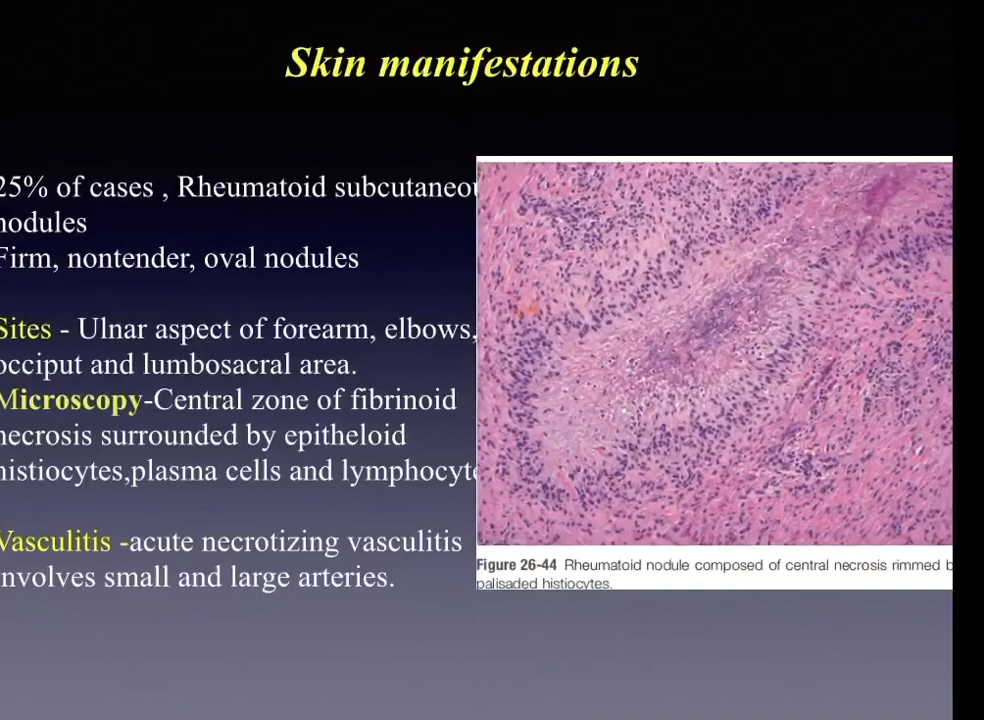 Skin manifestations
25% of cases , Rheumatoid subcutaneou
nodules
Firm, nontender, oval nodules
Sites - Ulnar aspect of forearm, elbows,
occiput and lumbosacral area.
Microscopy-Central zone of fibrinoid
necrosis surrounded by epitheloid
histiocytes,plasma cells and lymphocyte
Vasculitis -acute necrotizing vasculitis
involves small and large arteries.
Figure 26-44 Rheumatoid nodule composed of central necrosis rimmed b
palisaded histiocytes.